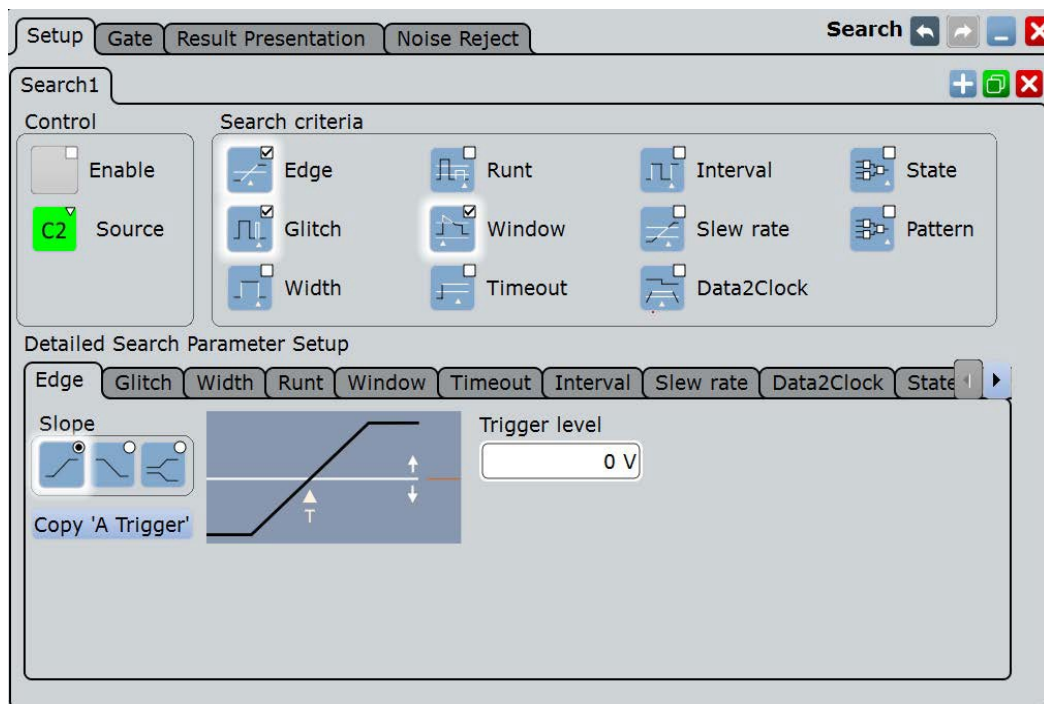 Setup Gate Result Presentation Noise Reject Search
Search1
Control Search criteria
Enable Edge Runt Interval State
C2 Source Glitch Window Slew rate Pattern
Width Timeout Data2Clock
Detailed Search Parameter Setup
Edge Glitch Width Runt Window Timeout Interval Slew rate Data2Clock State
Slope Trigger level
0 V
T
Copy 'A Trigger'